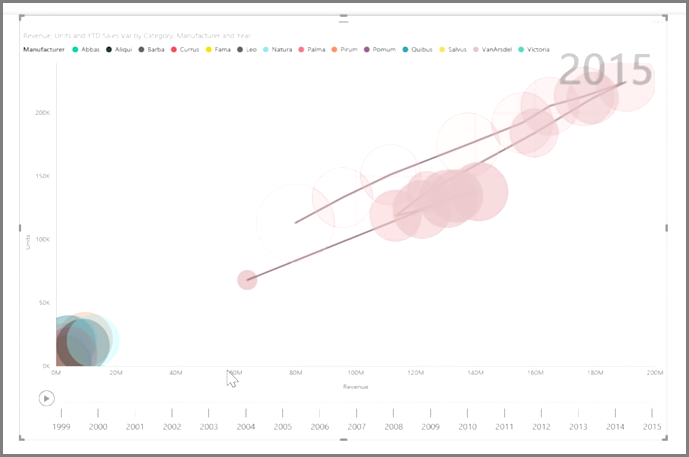 Revenue, Units and YTD Sales Var by Category, Manufacturer and Year
Manufacturer Abbas Aliqui Barba Currus Fama Leo Natura Palma Pirum Pomum Quibus Salvus VanArsdel Victoria
2015
200K
150K
100K
50K
0K
Units
0M 20M 40M 80M 100M 120M 140M 160M 180M 200M
Revenue
1999 2000 2001 2002 2003 2004 2005 2006 2007 2008 2009 2010 2011 2012 2013 2014 2015